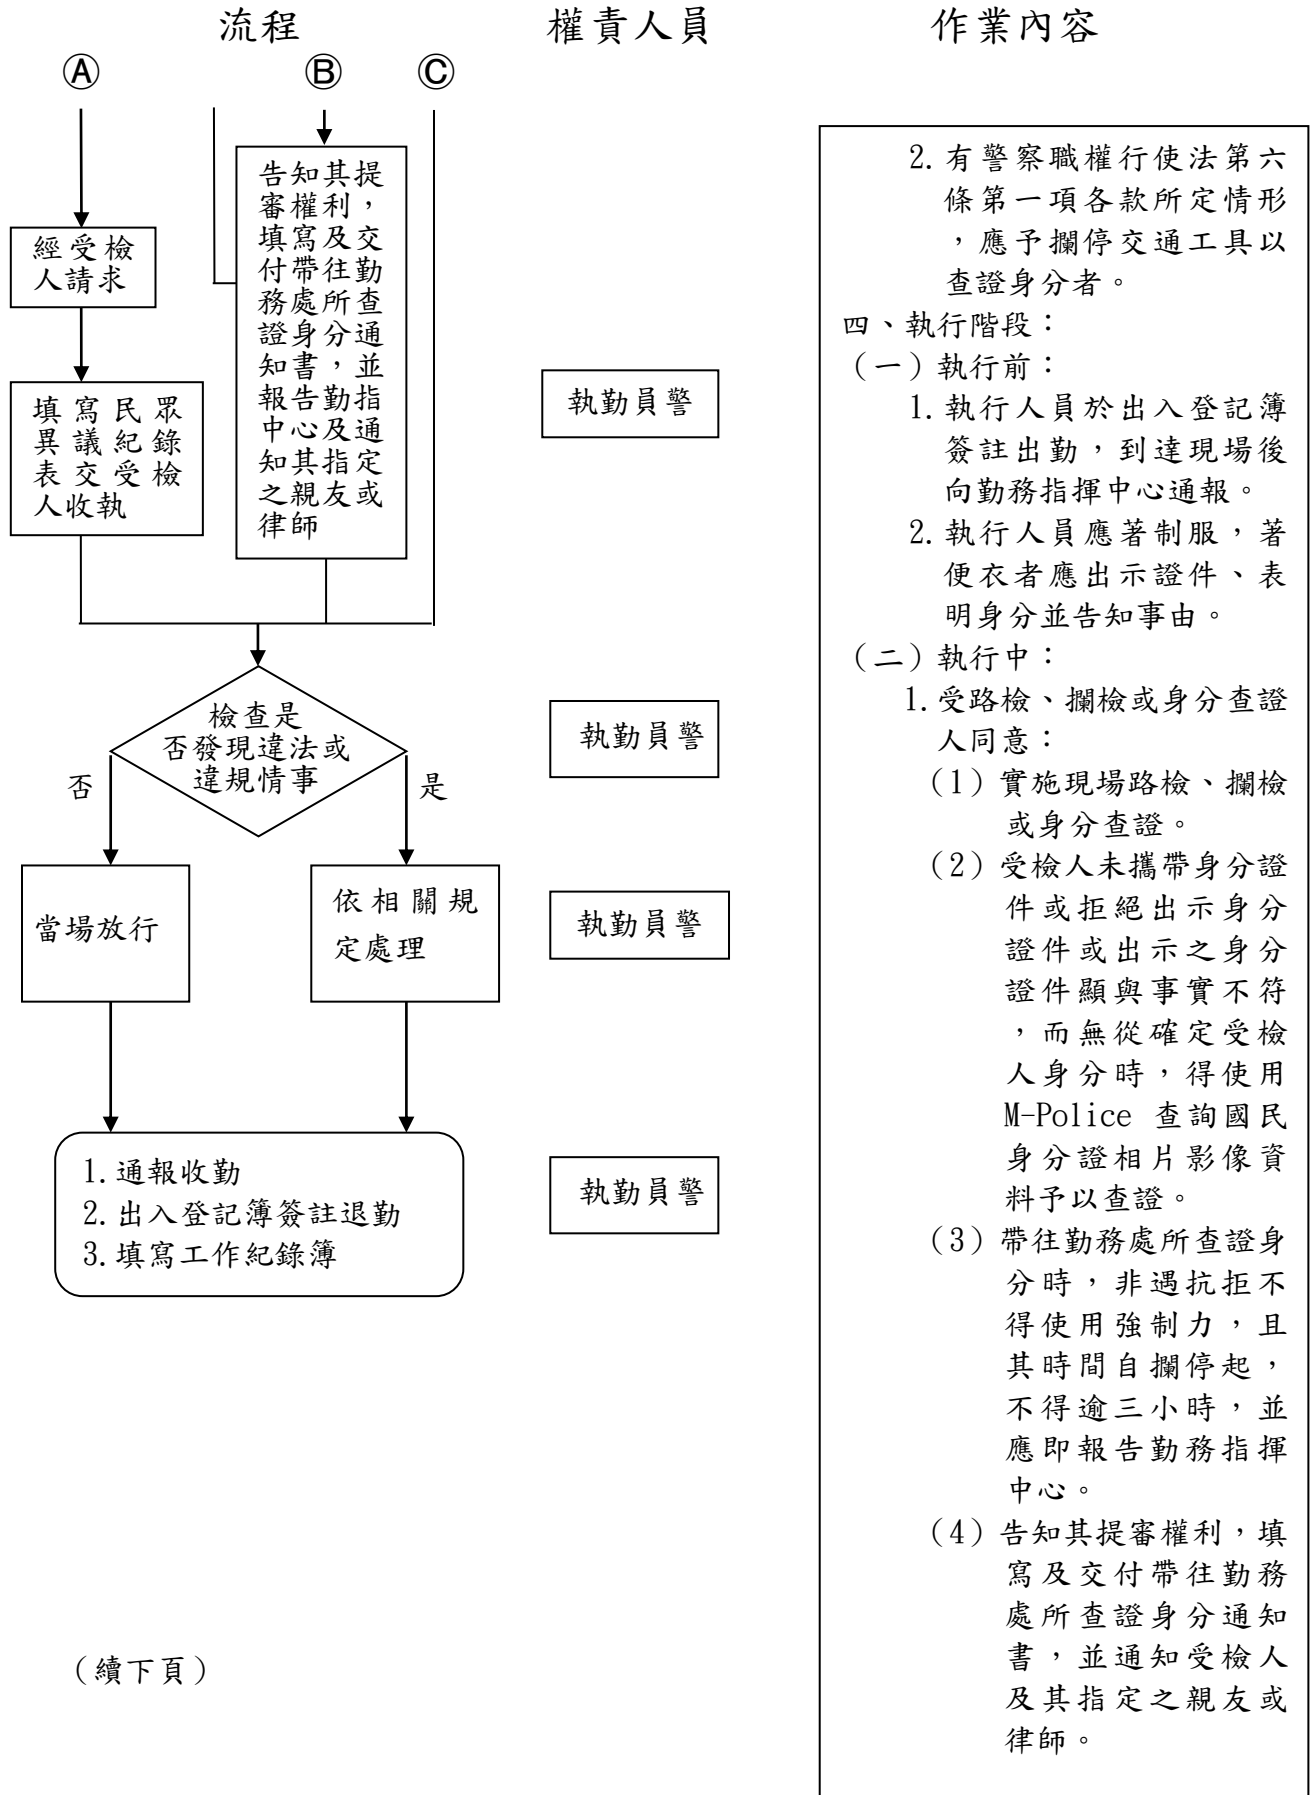 流程
權責人員
作業內容
Ⓐ
Ⓑ
Ⓒ
經受檢
人請求
填寫民眾
異議紀錄
表交受檢
人收執
告知其提
審權利，
填寫及交
付帶往勤
務處所查
證身分通
知書，並
報告勤指
中心及通
知其指定
之親友或
律師
執勤員警
檢查是
否發現違法或
違規情事
否
是
執勤員警
當場放行
依相關規
定處理
執勤員警
1.通報收勤
2.出入登記簿簽註退勤
3.填寫工作紀錄簿
執勤員警
（續下頁）
2.有警察職權行使法第六
條第一項各款所定情形
，應予攔停交通工具以
查證身分者。
四、執行階段：
（一）執行前：
1.執行人員於出入登記簿
簽註出勤，到達現場後
向勤務指揮中心通報。
2.執行人員應著制服，著
便衣者應出示證件、表
明身分並告知事由。
（二）執行中：
1.受路檢、攔檢或身分查證
人同意：
（1）實施現場路檢、攔檢
或身分查證。
（2）受檢人未攜帶身分證
件或拒絕出示身分
證件或出示之身分
證件顯與事實不符
，而無從確定受檢
人身分時，得使用
M-Police 查詢國民
身分證相片影像資
料予以查證。
（3）帶往勤務處所查證身
分時，非遇抗拒不
得使用強制力，且
其時間自攔停起，
不得逾三小時，並
應即報告勤務指揮
中心。
（4）告知其提審權利，填
寫及交付帶往勤務
處所查證身分通知
書，並通知受檢人
及其指定之親友或
律師。